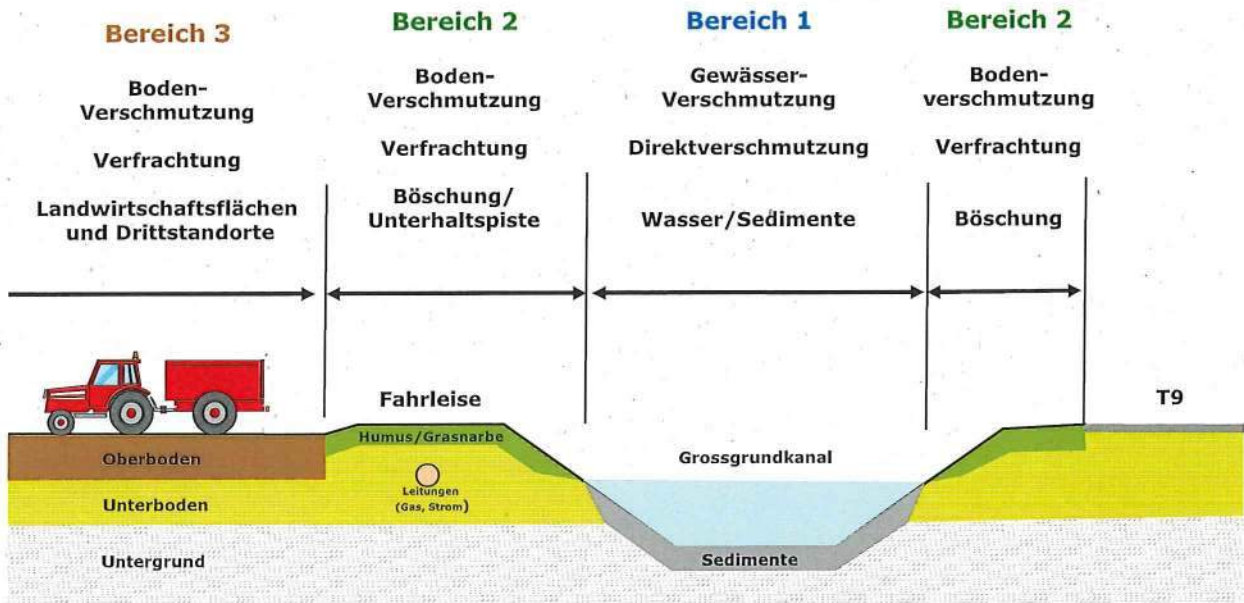 Bereich 3
Boden-
Verschmutzung
Verfrachtung
Landwirtschaftsflächen
und Drittstandorte
Bereich 2
Boden-
Verschmutzung
Verfrachtung
Böschung/
Unterhaltspiste
Bereich 1
Gewässer-
Verschmutzung
Direktverschmutzung
Wasser/Sedimente
Bereich 2
Boden-
verschmutzung
Verfrachtung
Böschung
Fahrleise
T9
Humus/Grasnarbe
Oberboden
Grossgrundkanal
Leitungen
(Gas, Strom)
Unterboden
Untergrund
Sedimente